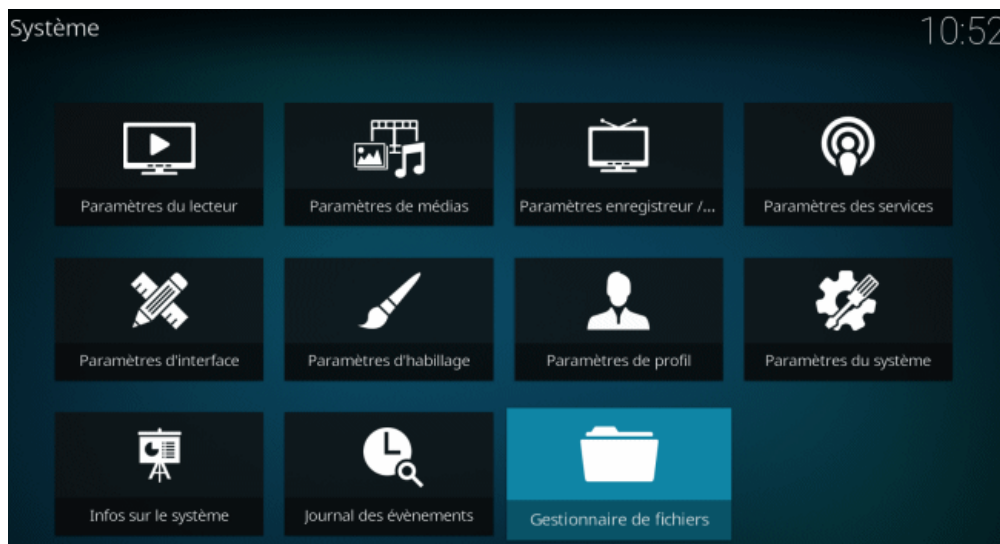 Système
10:52
Paramètres du lecteur
Paramètres de médias
Paramètres enregistreur /...
Paramètres des services
Paramètres d'interface
Paramètres d'habillage
Paramètres de profil
Paramètres du système
Infos sur le système
Journal des évènements
Gestionnaire de fichiers